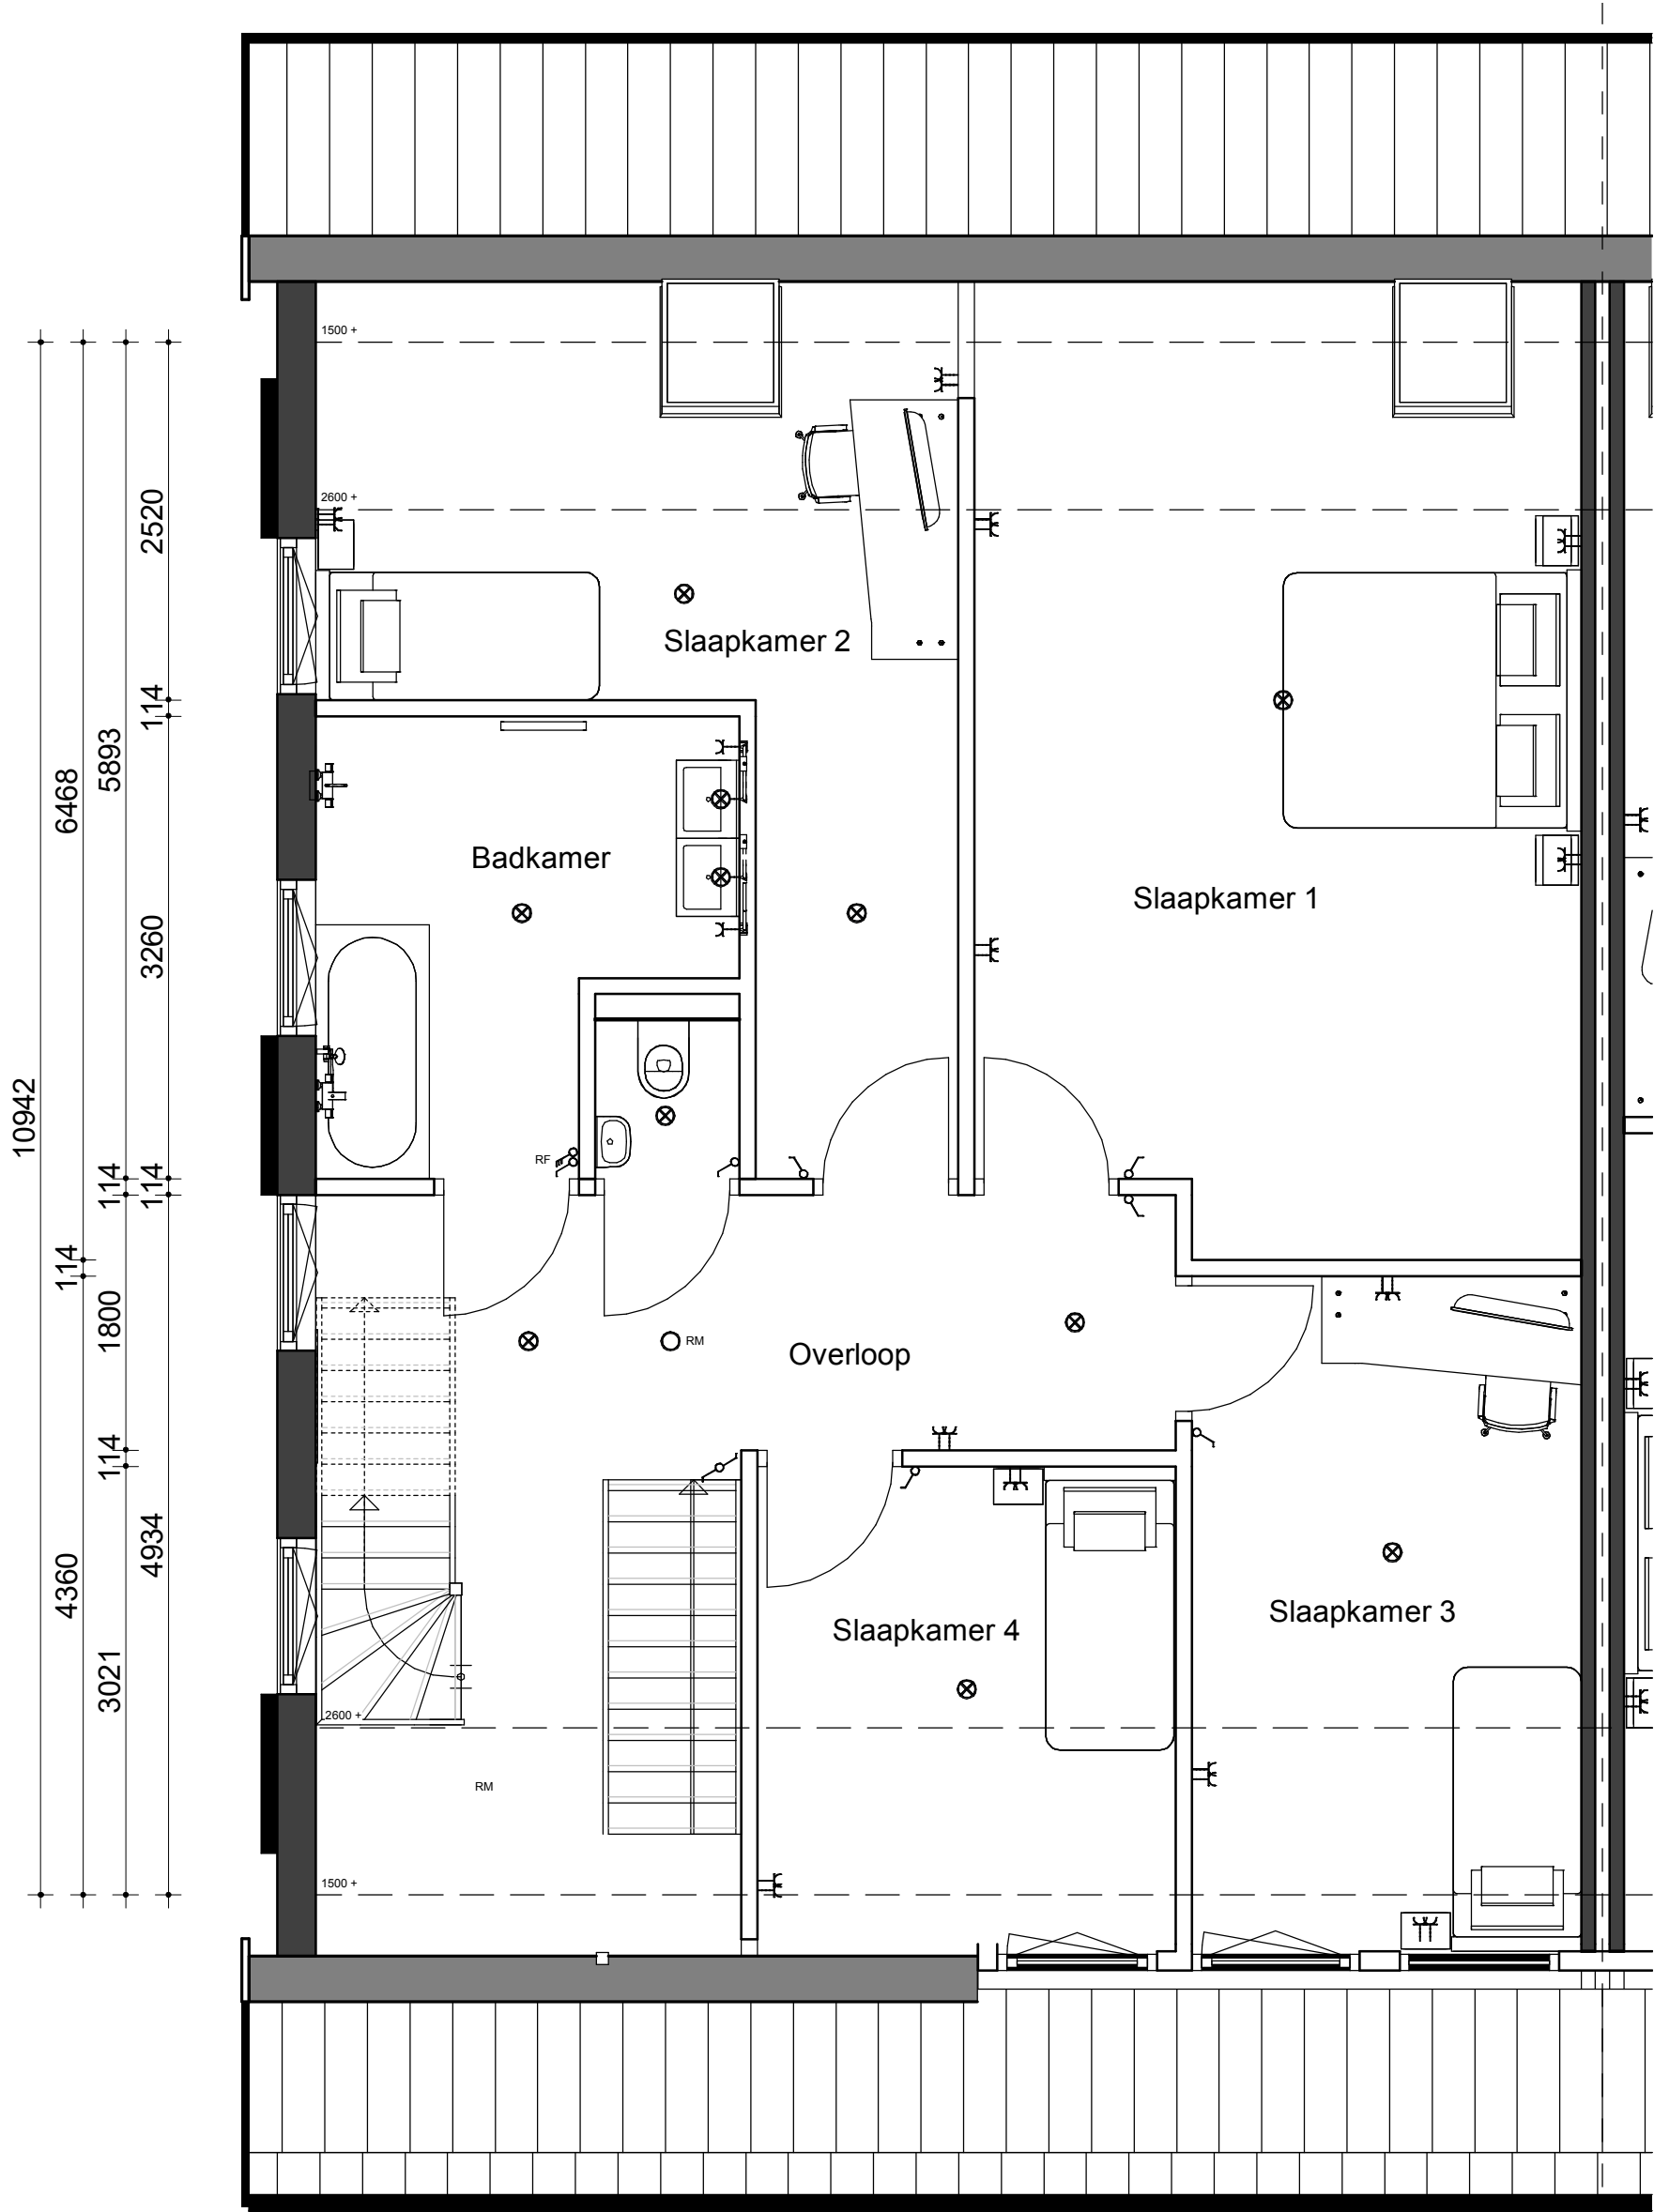 1500 +
2600 +
2520
Slaapkamer 2
114
5893
6468
Badkamer
Slaapkamer 1
3260
10942
RF
114
114
114
1800
RM
Overloop
114
4934
4360
Slaapkamer 3
Slaapkamer 4
3021
2600 +
RM
1500 +